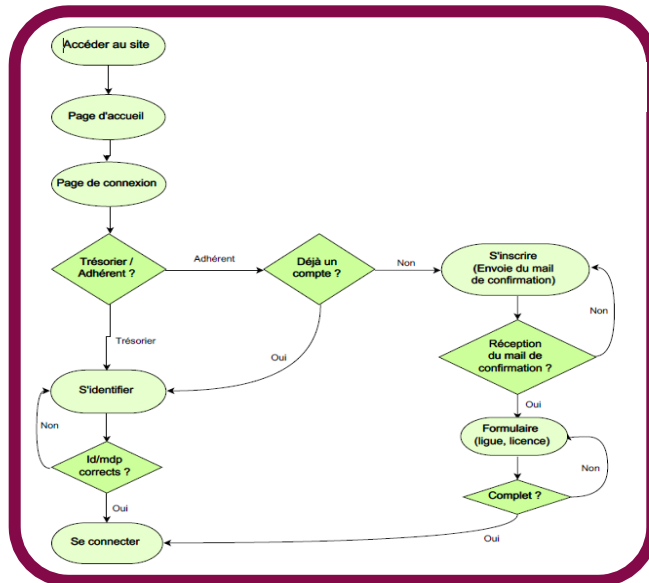 Accéder au site
Page d'accueil
Page de connexion
Trésorier /
Adhérent ?
Adhérent
Déjà un
compte ?
Non
S'inscrire
(Envoie du mail
de confirmation)
Non
Trésorier
Oui
Réception
du mail de
confirmation ?
Oui
S'identifier
Non
Formulaire
(ligue, licence)
Non
Id/mdp
corrects ?
Complet ?
Oui
Oui
Se connecter